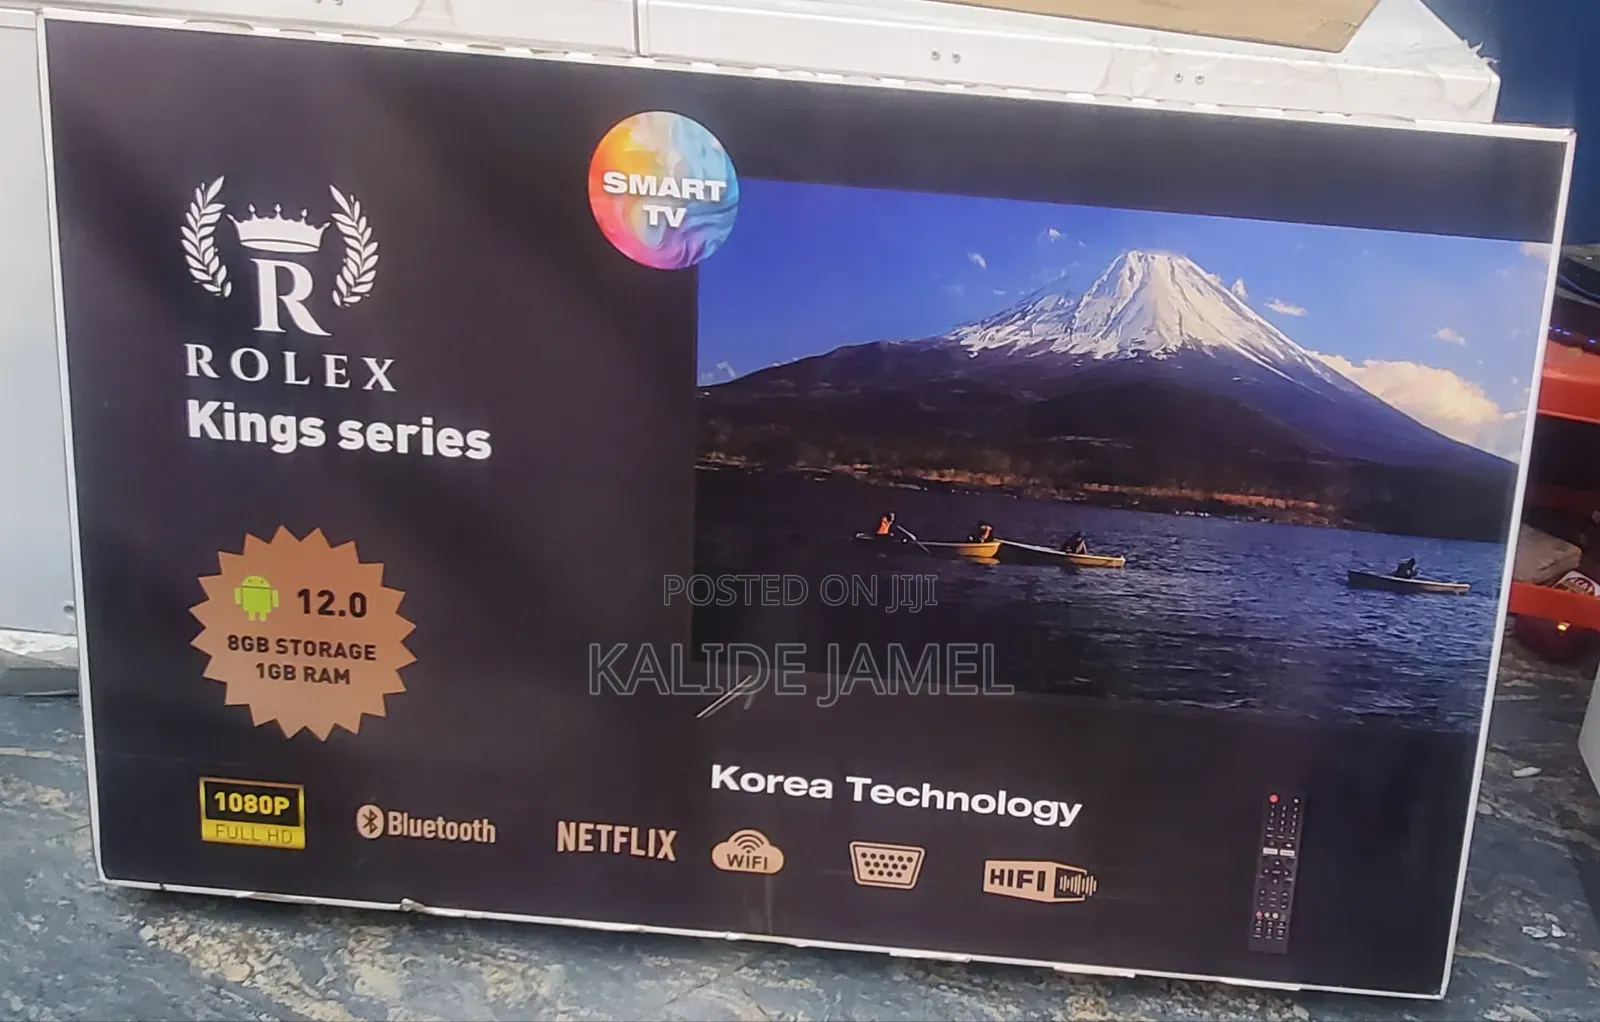 SMART
TV
R
ROLEX
Kings series
12.0
8GB STORAGE
1GB RAM
POSTED ON JIJI
KALIDE JAMEL
Korea Technology
1080P
FULL HD
Bluetooth
NETFLIX
WiFi
HIFI